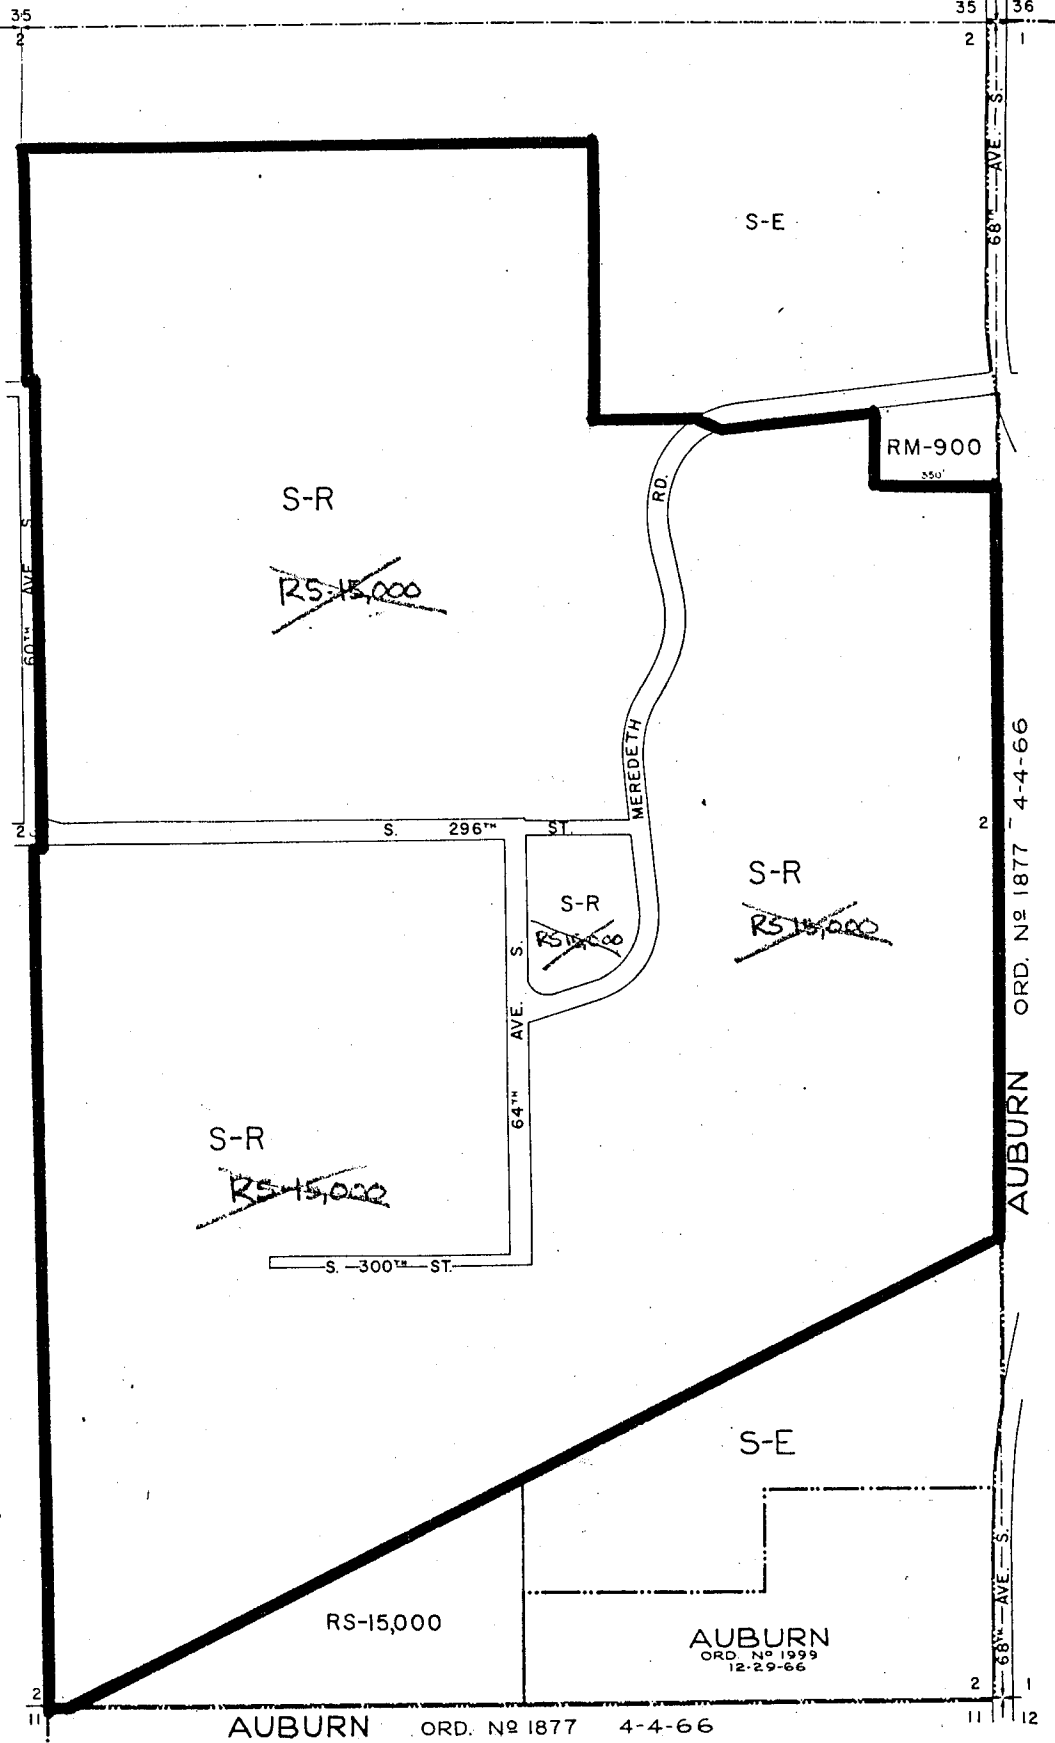 35
35 36
2
2 1
68TH AVE. S.
S-E
RM-900
350'
RD.
S-R
RS-15,000
60TH AVE S.
MEREDETH
2
S. 296TH ST.
2
ORD. Nº 1877 - 4-4-66
S-R
RS 15,000
S-R
RS 15,000
64TH AVE. S.
AUBURN
S-R
RS-15,000
S. 300TH ST.
S-E
68TH AVE. S.
RS-15,000
AUBURN
ORD. Nº 1999
12-29-66
2
2 1
11
11 12
AUBURN ORD. Nº 1877 4-4-66